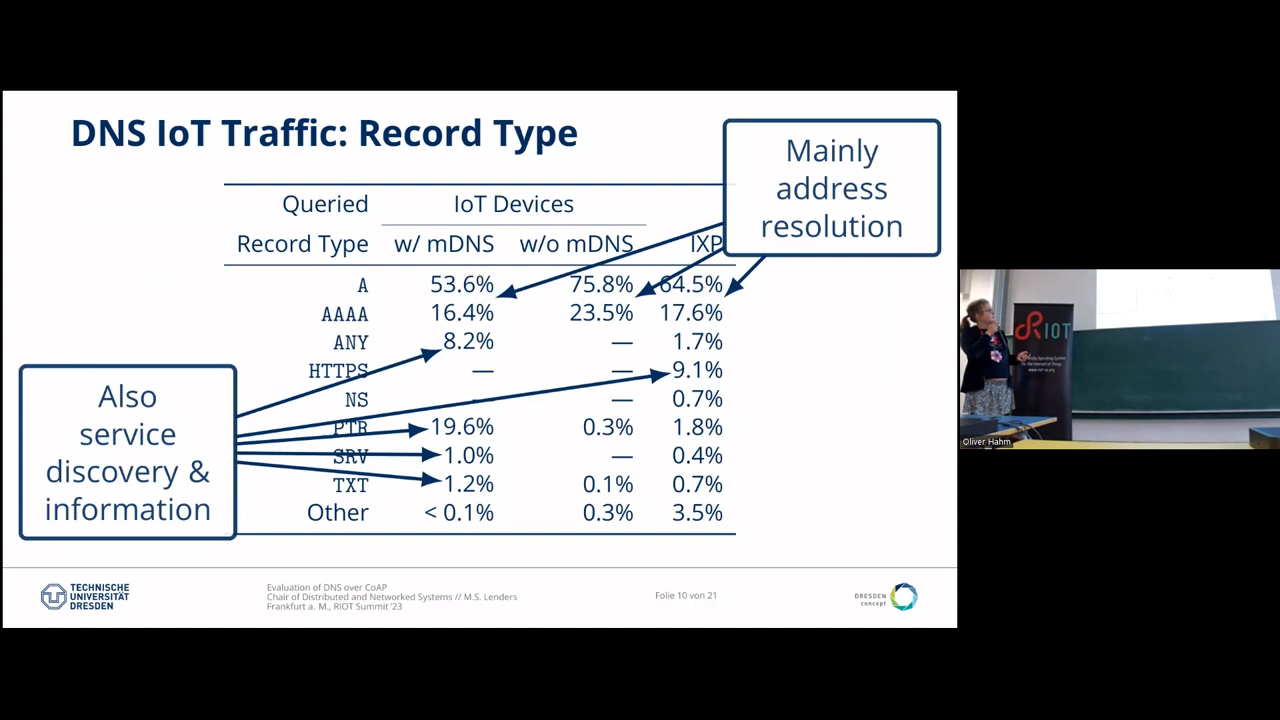 DNS IoT Traffic: Record Type
Mainly
address
resolution
Queried IoT Devices
Record Type w/ mDNS w/o mDNS IXP
A 53.6% 75.8% 64.5%
AAAA 16.4% 23.5% 17.6%
ANY 8.2% — 1.7%
HTTPS — — 9.1%
NS — — 0.7%
PTR 19.6% 0.3% 1.8%
SRV 1.0% — 0.4%
TXT 1.2% 0.1% 0.7%
Other < 0.1% 0.3% 3.5%
Also
service
discovery &
information
TECHNISCHE
UNIVERSITÄT
DRESDEN
Evaluation of DNS over CoAP
Chair of Distributed and Networked Systems // M.S. Lenders
Frankfurt a. M., RIOT Summit '23
Folie 10 von 21
DRESDEN
concept
RIOT
Oliver Hahm